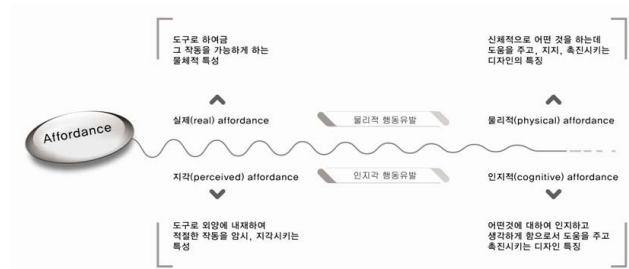 도구로 하여금
그 작동을 가능하게 하는
물체적 특성
신체적으로 어떤 것을 하는데
도움을 주고, 지지, 촉진시키는
디자인의 특징
Affordance
실제(real) affordance
물리적 행동유발
물리적(physical) affordance
지각(perceived) affordance
인지각 행동유발
인지적(cognitive) affordance
도구로 외양에 내재하여
적절한 작동을 암시, 지각시키는
특성
어떤것에 대하여 인지하고
생각하게 함으로서 도움을 주고
촉진시키는 디자인 특징